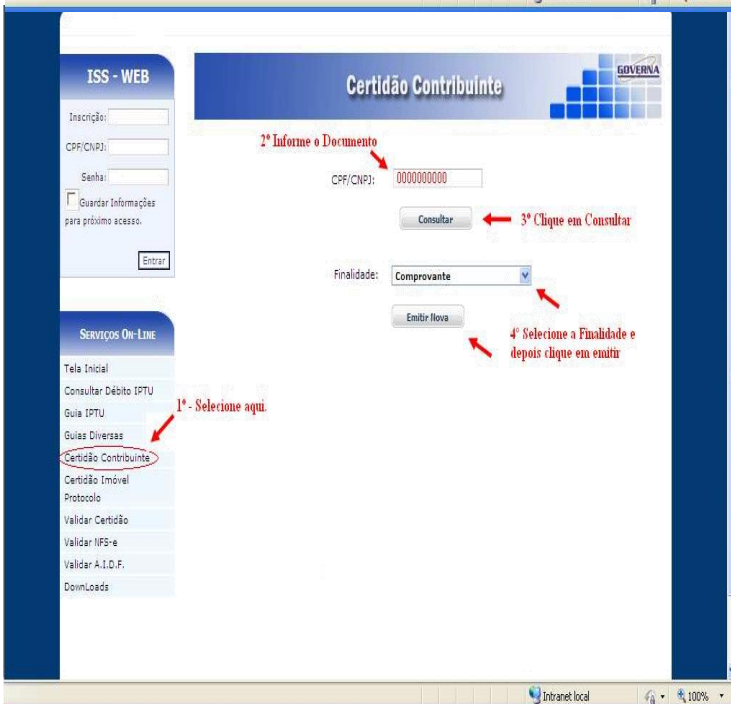 ISS - WEB
Inscrição:
CPF/CNPJ:
Senha:
Guardar Informações
para próximo acesso.
Entrar
Certidão Contribuinte
GOVERNA
2º Informe o Documento
CPF/CNPJ: 0000000000
Consultar
3º Clique em Consultar
Finalidade: Comprovante
Emitir Nova
4º Selecione a Finalidade e
depois clique em emitir
Serviços On-Line
Tela Inicial
Consultar Débito IPTU
Guia IPTU
1º - Selecione aqui.
Guias Diversas
Certidão Contribuinte
Certidão Imóvel
Protocolo
Validar Certidão
Validar NFS-e
Validar A.I.D.F.
DownLoads
Intranet local
100%